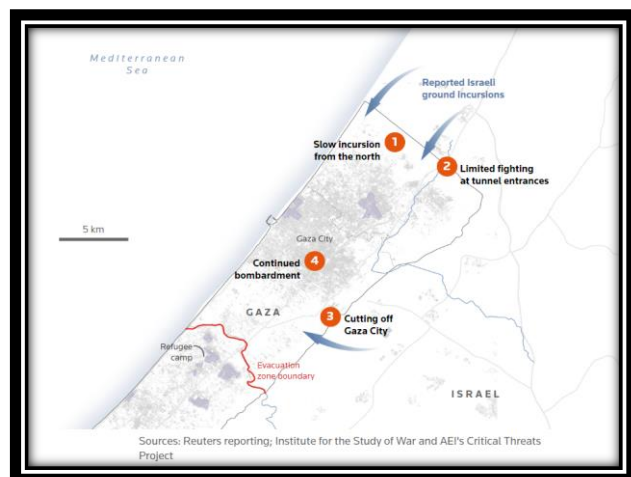 Mediterranean
Sea
Reported Israeli
ground incursions
1
Slow incursion
from the north
2
Limited fighting
at tunnel entrances
5 km
Gaza City
4
Continued
bombardment
3
Cutting off
Gaza City
GAZA
Refugee
camp
Evacuation
zone boundary
ISRAEL
Sources: Reuters reporting; Institute for the Study of War and AEI's Critical Threats
Project